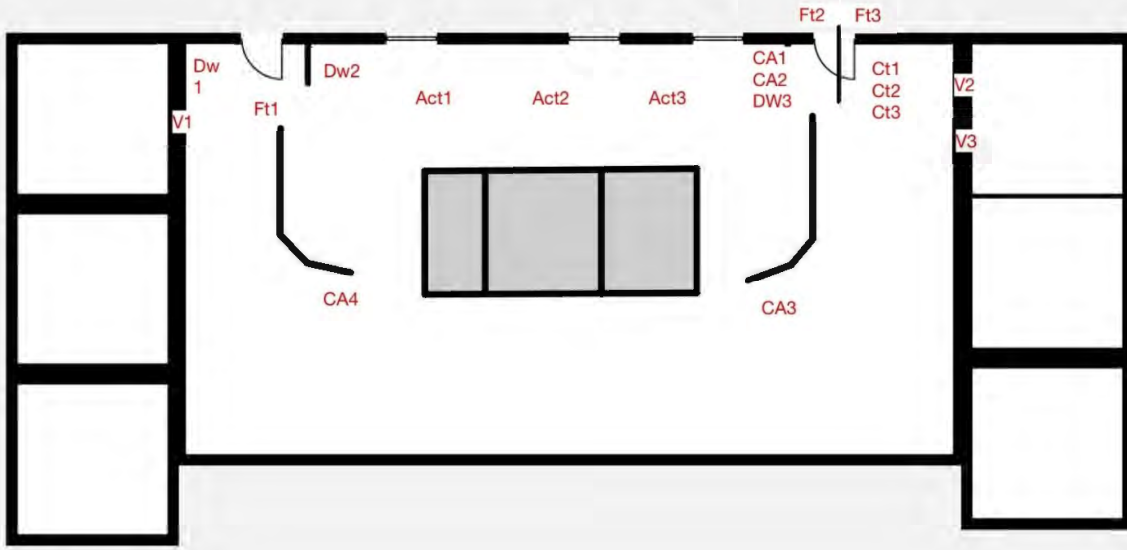 Ft2 Ft3
Dw
1
Dw2
CA1
CA2
DW3
Ct1
Ct2
Ct3
V2
Act1 Act2 Act3
Ft1
V1
V3
CA4
CA3